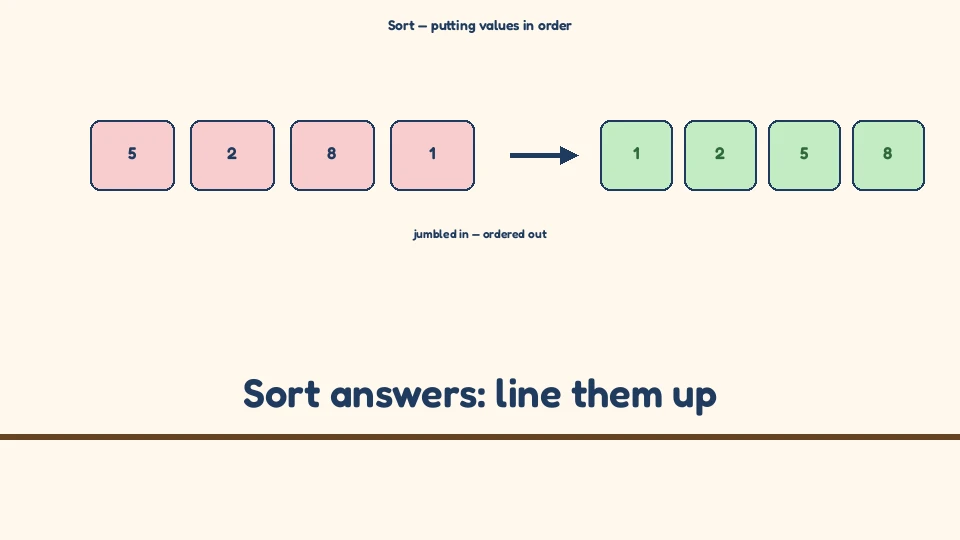 Sort — putting values in order
5 2 8 1 1 2 5 8
jumbled in — ordered out
Sort answers: line them up